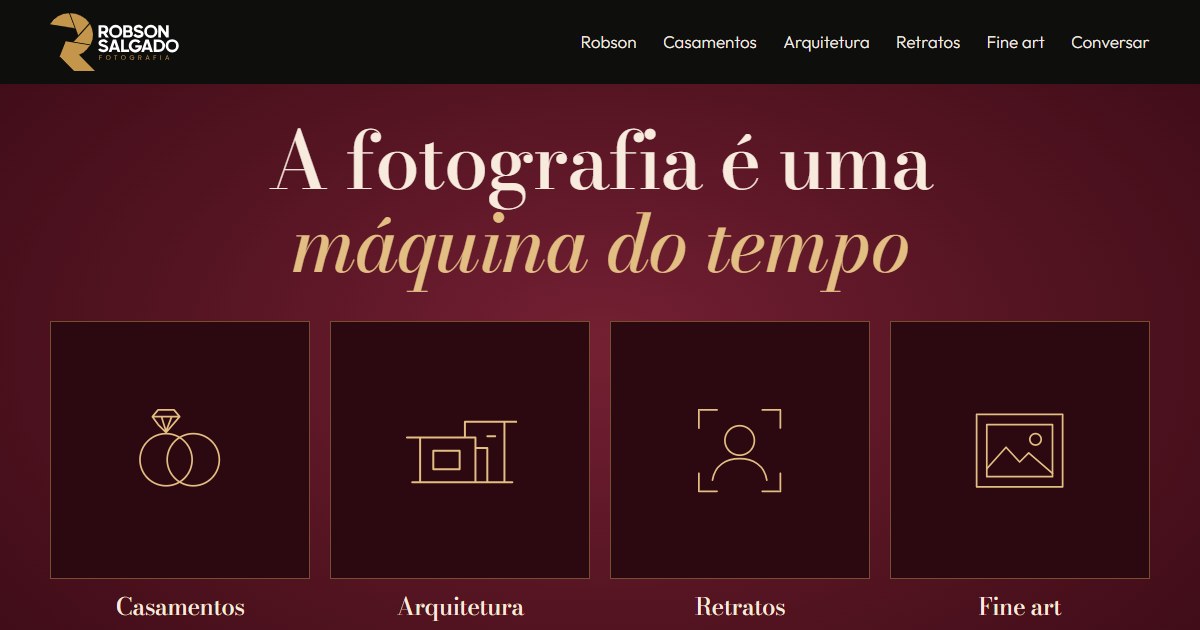 ROBSON
SALGADO
FOTOGRAFIA
Robson Casamentos Arquitetura Retratos Fine art Conversar
A fotografia é uma
máquina do tempo
Casamentos Arquitetura Retratos Fine art